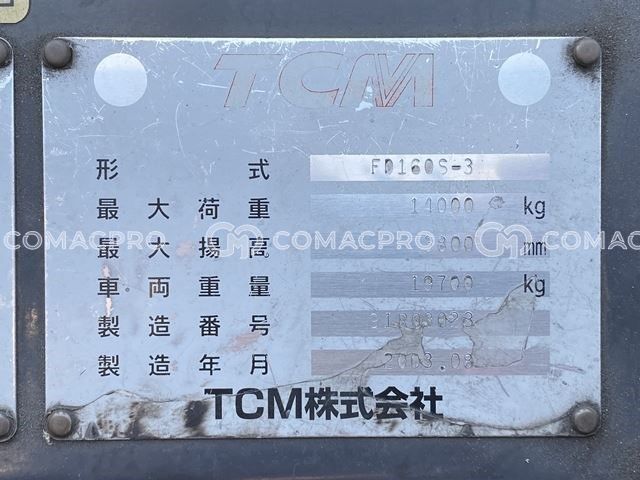 TCM
形式 FD160S-3
最大荷重 14000 kg
COMACPRO COMACPRO COMACPRO
最大揚高 mm
車両重量 kg
製造番号
製造年月 2003.08
TCM株式会社